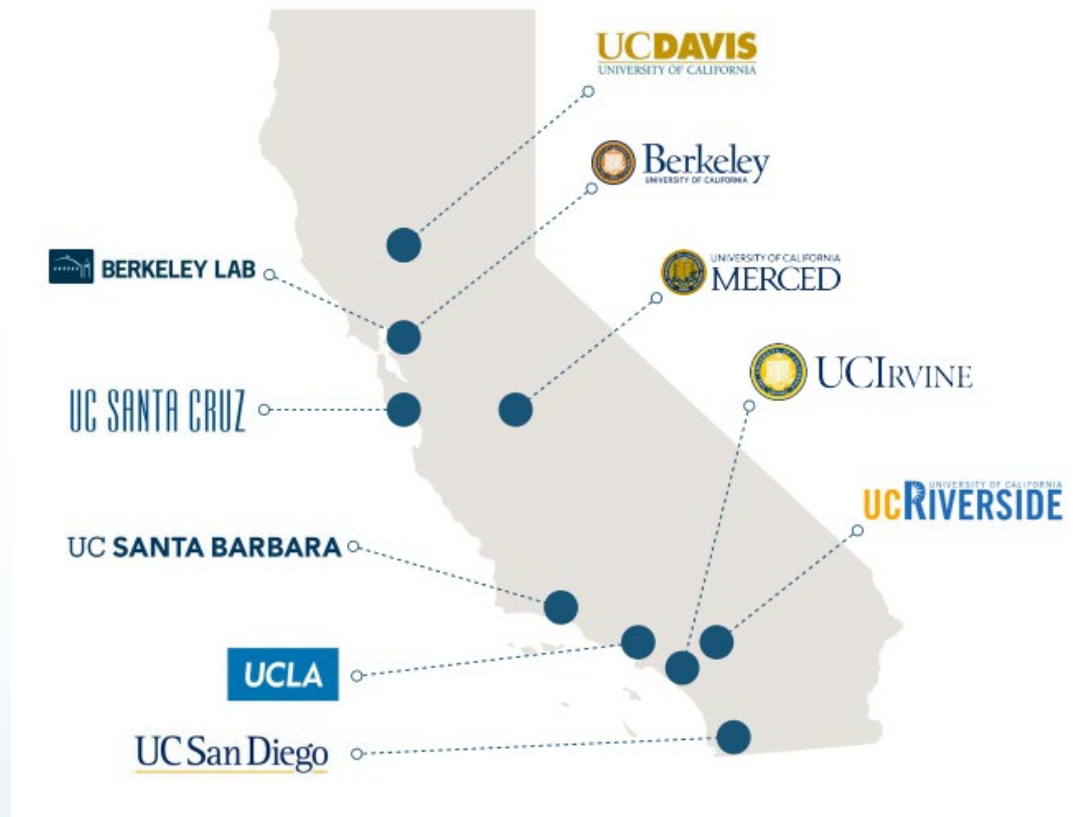 UCDAVIS
UNIVERSITY OF CALIFORNIA
Berkeley
UNIVERSITY OF CALIFORNIA
BERKELEY LAB
UNIVERSITY OF CALIFORNIA
MERCED
UC SANTA CRUZ
UCIRVINE
UNIVERSITY OF CALIFORNIA
UCRIVERSIDE
UC SANTA BARBARA
UCLA
UC San Diego